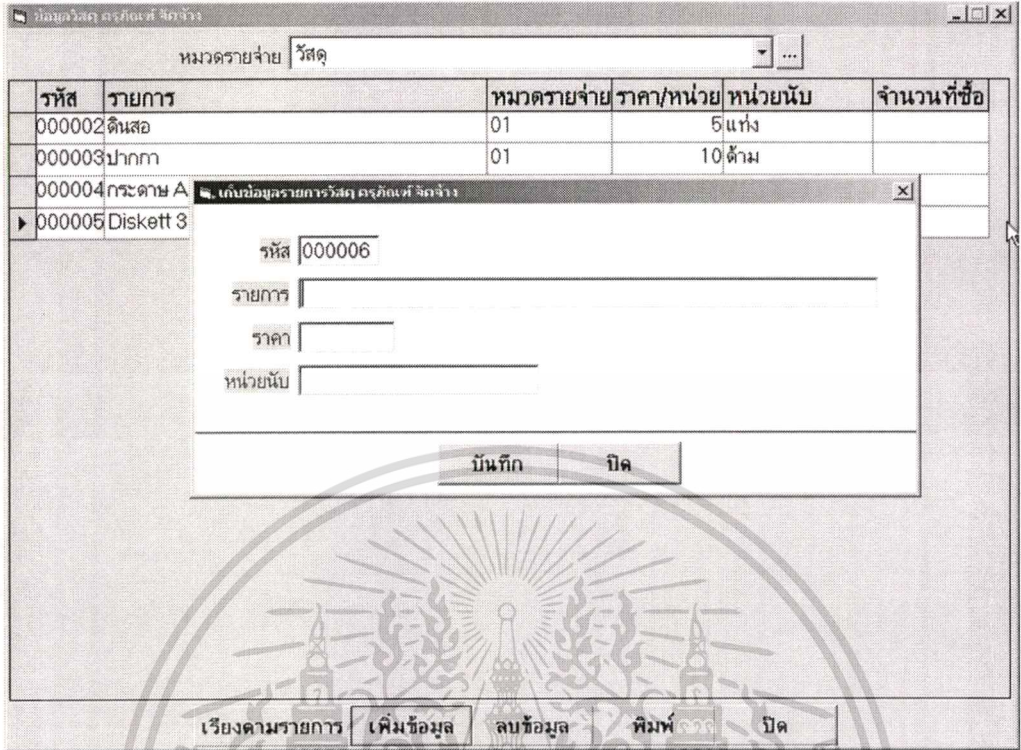 ข้อมูลวัสดุ ครุภัณฑ์ จัดจ้าง
หมวดรายจ่าย วัสดุ ...
รหัส รายการ หมวดรายจ่าย ราคา/หน่วย หน่วยนับ จำนวนที่ซื้อ
000002 ดินสอ 01 5 แท่ง
000003 ปากกา 01 10 ด้าม
000004 กระดาษ A
000005 Diskett 3
เก็บข้อมูลรายการวัสดุ ครุภัณฑ์ จัดจ้าง
รหัส 000006
รายการ
ราคา
หน่วยนับ
บันทึก ปิด
เรียงตามรายการ เพิ่มข้อมูล ลบข้อมูล พิมพ์ ปิด